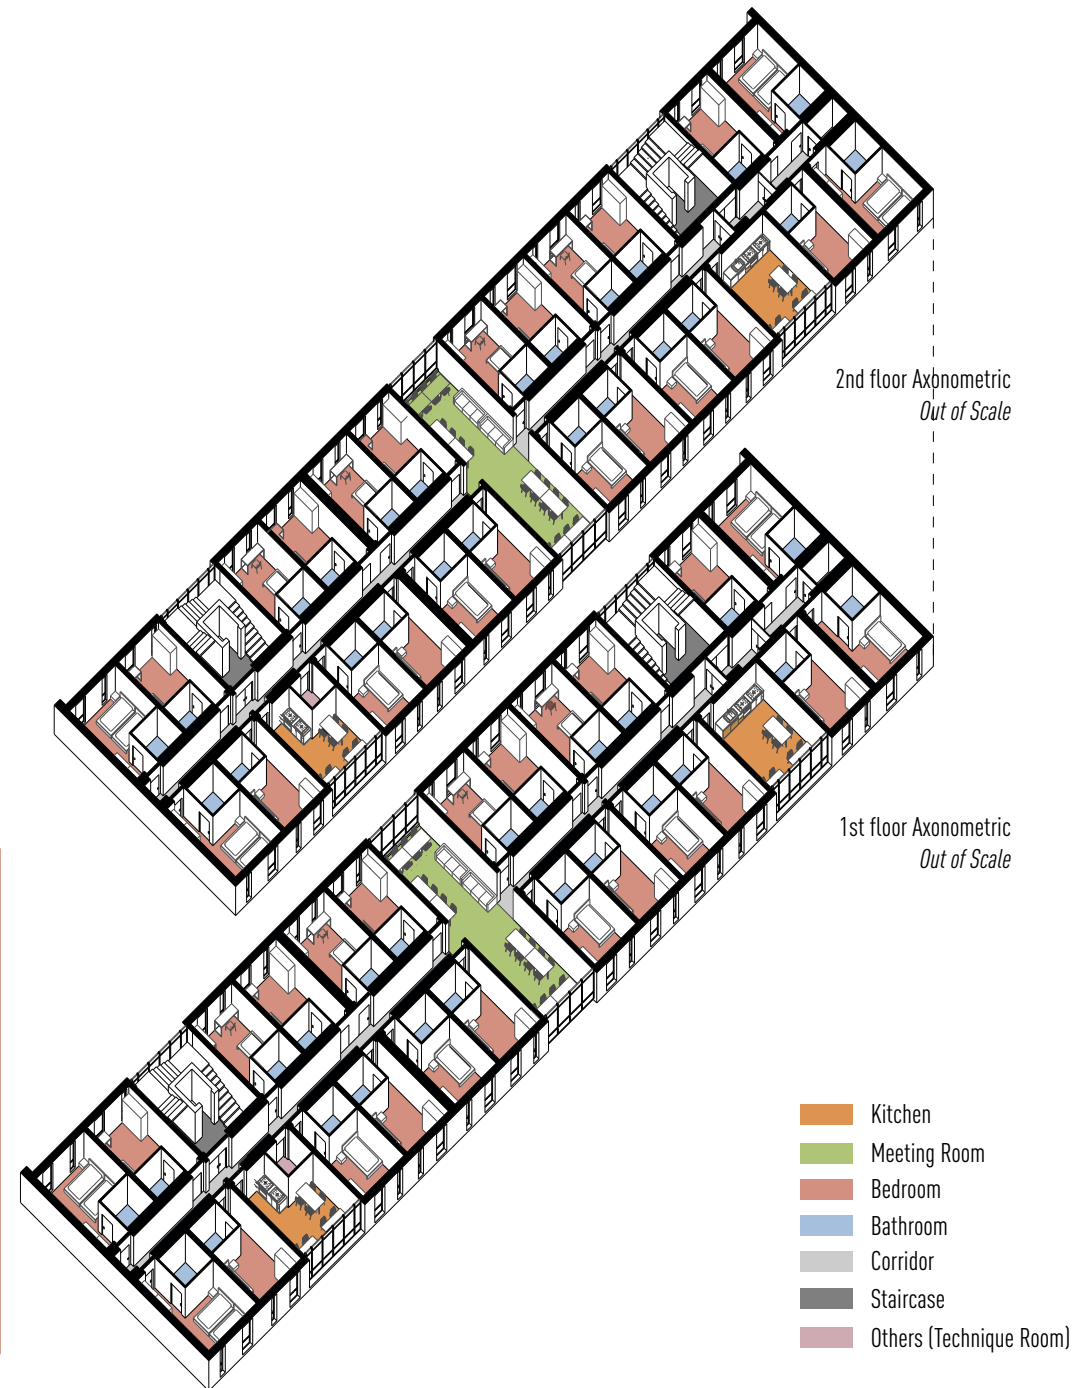 2nd floor Axonometric
Out of Scale
1st floor Axonometric
Out of Scale
Kitchen
Meeting Room
Bedroom
Bathroom
Corridor
Staircase
Others (Technique Room)